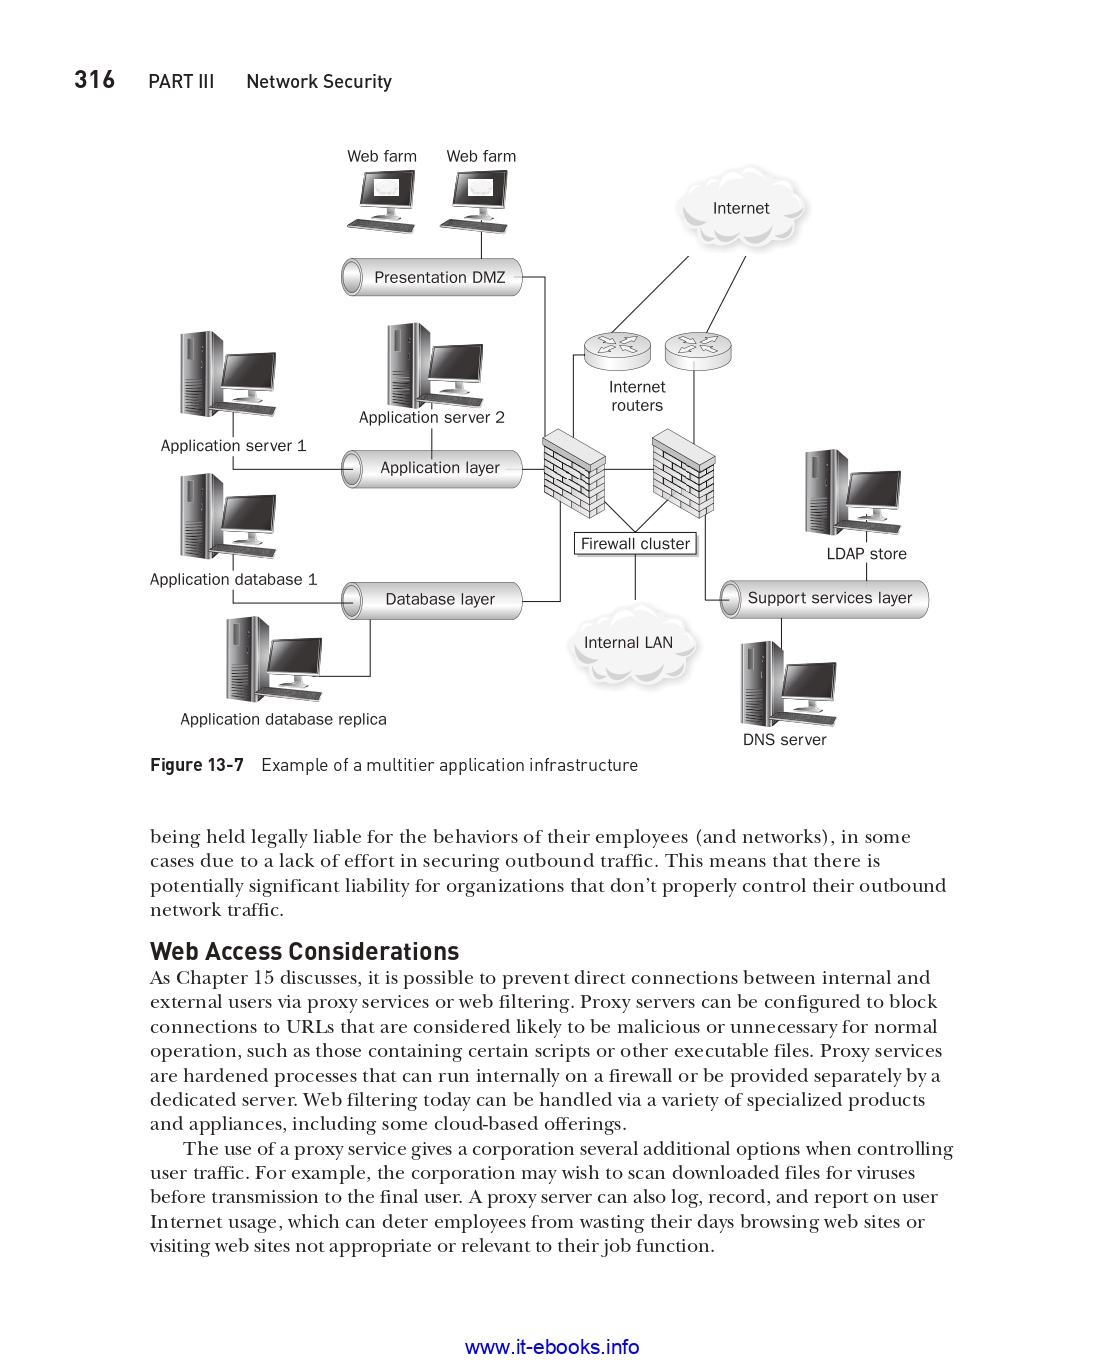 316 PART III Network Security
Web farm Web farm
Internet
Presentation DMZ
Internet
routers
Application server 2
Application server 1
Application layer
Firewall cluster
LDAP store
Application database 1
Database layer
Support services layer
Internal LAN
Application database replica
DNS server
Figure 13-7 Example of a multitier application infrastructure
being held legally liable for the behaviors of their employees (and networks), in some
cases due to a lack of effort in securing outbound traffic. This means that there is
potentially significant liability for organizations that don’t properly control their outbound
network traffic.
Web Access Considerations
As Chapter 15 discusses, it is possible to prevent direct connections between internal and
external users via proxy services or web filtering. Proxy servers can be configured to block
connections to URLs that are considered likely to be malicious or unnecessary for normal
operation, such as those containing certain scripts or other executable files. Proxy services
are hardened processes that can run internally on a firewall or be provided separately by a
dedicated server. Web filtering today can be handled via a variety of specialized products
and appliances, including some cloud-based offerings.
The use of a proxy service gives a corporation several additional options when controlling
user traffic. For example, the corporation may wish to scan downloaded files for viruses
before transmission to the final user. A proxy server can also log, record, and report on user
Internet usage, which can deter employees from wasting their days browsing web sites or
visiting web sites not appropriate or relevant to their job function.
www.it-ebooks.info